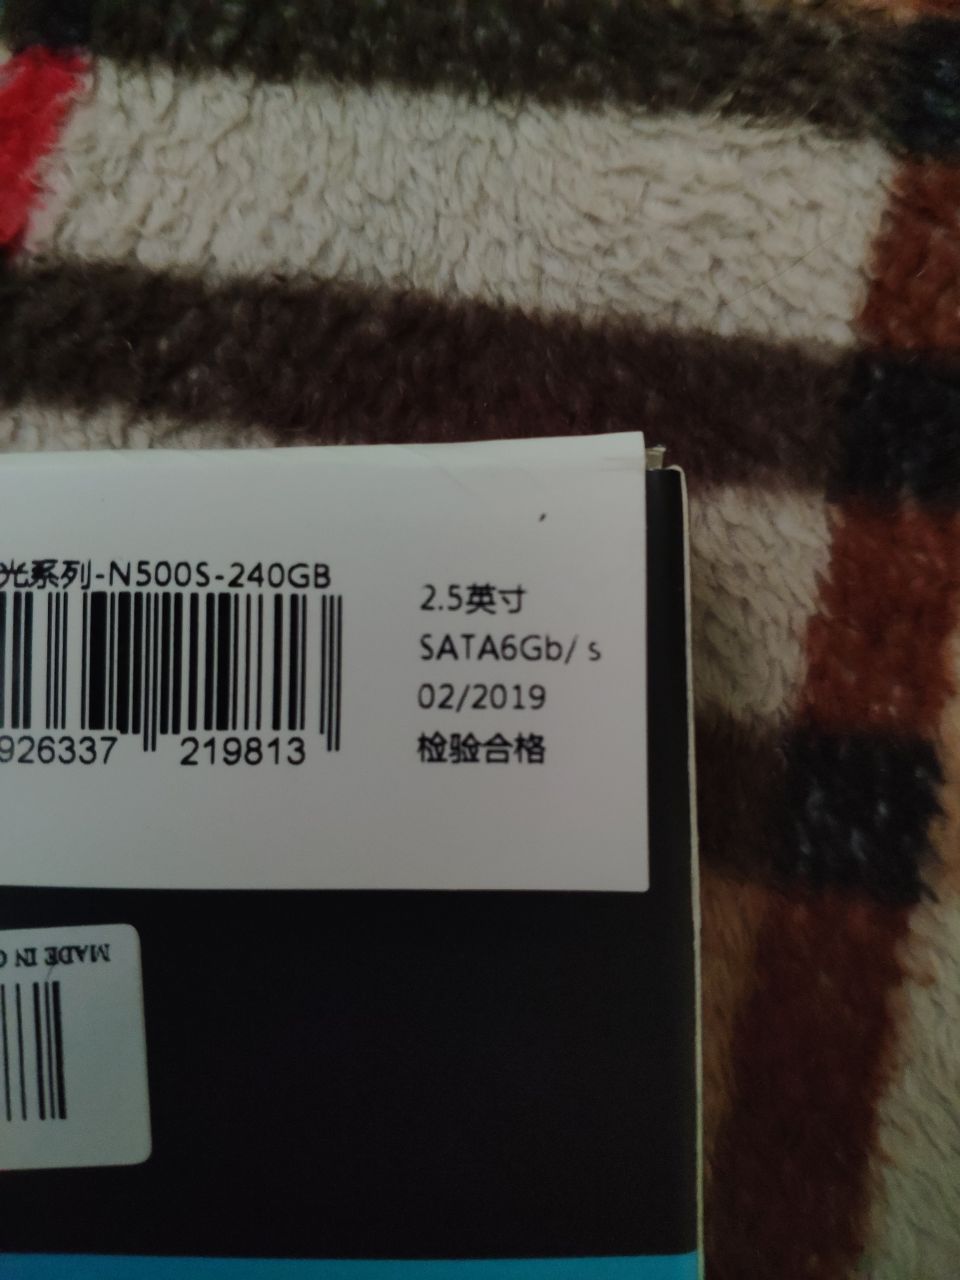 光系列-N500S-240GB
926337 219813
2.5英寸
SATA6Gb/ s
02/2019
检验合格
MADE IN